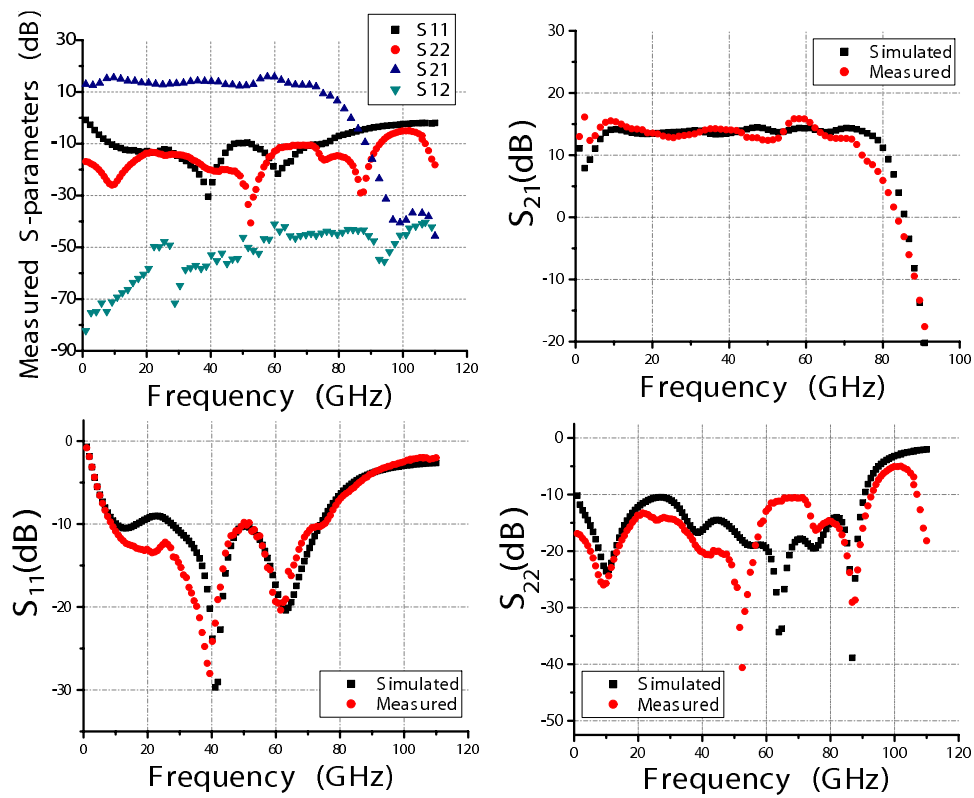 Measured S-parameters (dB)
30
10
-10
-30
-50
-70
-90
0 20 40 60 80 100 120
Frequency (GHz)
S11
S22
S21
S12
S21(dB)
30
20
10
0
-10
-20
0 20 40 60 80 100
Frequency (GHz)
Simulated
Measured
S11(dB)
0
-10
-20
-30
0 20 40 60 80 100 120
Frequency (GHz)
Simulated
Measured
S22(dB)
0
-10
-20
-30
-40
-50
0 20 40 60 80 100 120
Frequency (GHz)
Simulated
Measured